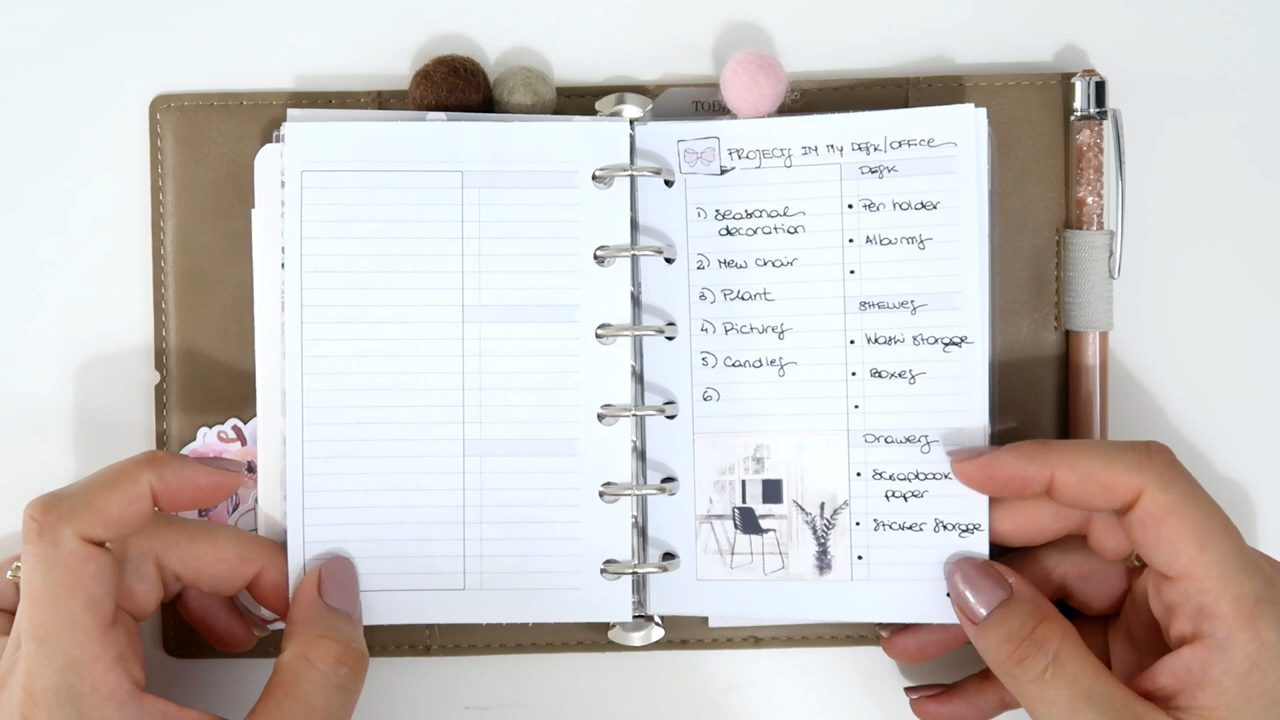 TODA
PROJECTS IN MY DESK/OFFICE
1) Seasonal
decoration
2) New chair
3) Plant
4) Pictures
5) Candles
6)
DESK
• Pen holder
• Albums
•
SHELVES
• Washi storage
• Boxes
•
Drawers
• Scrapbook
paper
• Sticker storage
•